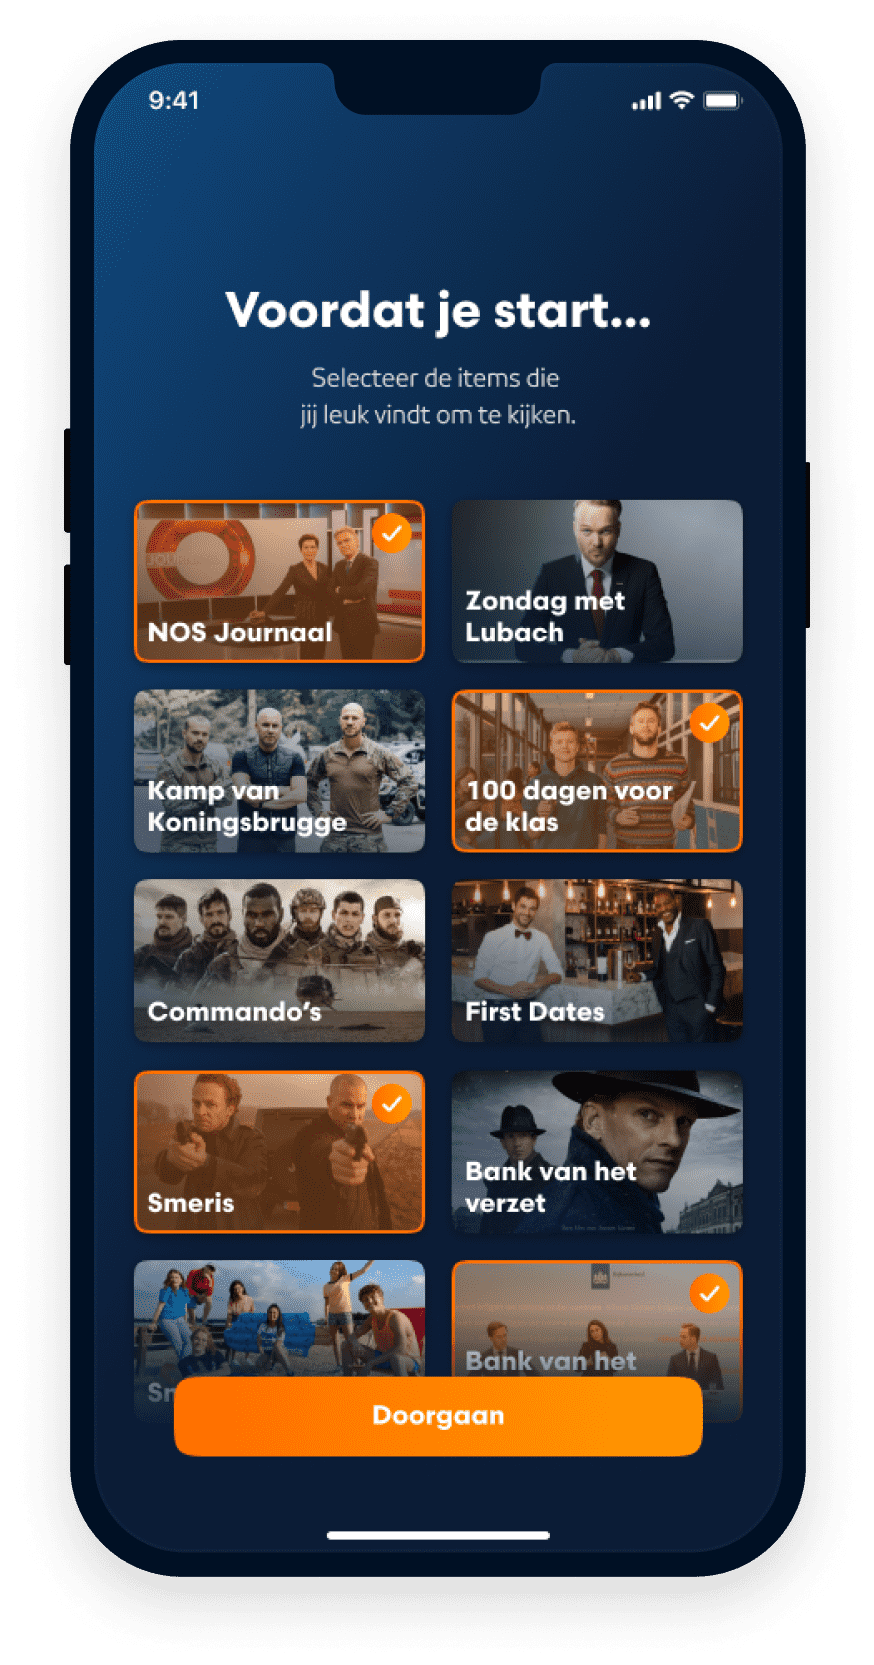 9:41
Voordat je start...
Selecteer de items die
jij leuk vindt om te kijken.
NOS Journaal
Zondag met
Lubach
Kamp van
Koningsbrugge
100 dagen voor
de klas
Commando's
First Dates
Smeris
Bank van het
verzet
Bank van het
Doorgaan